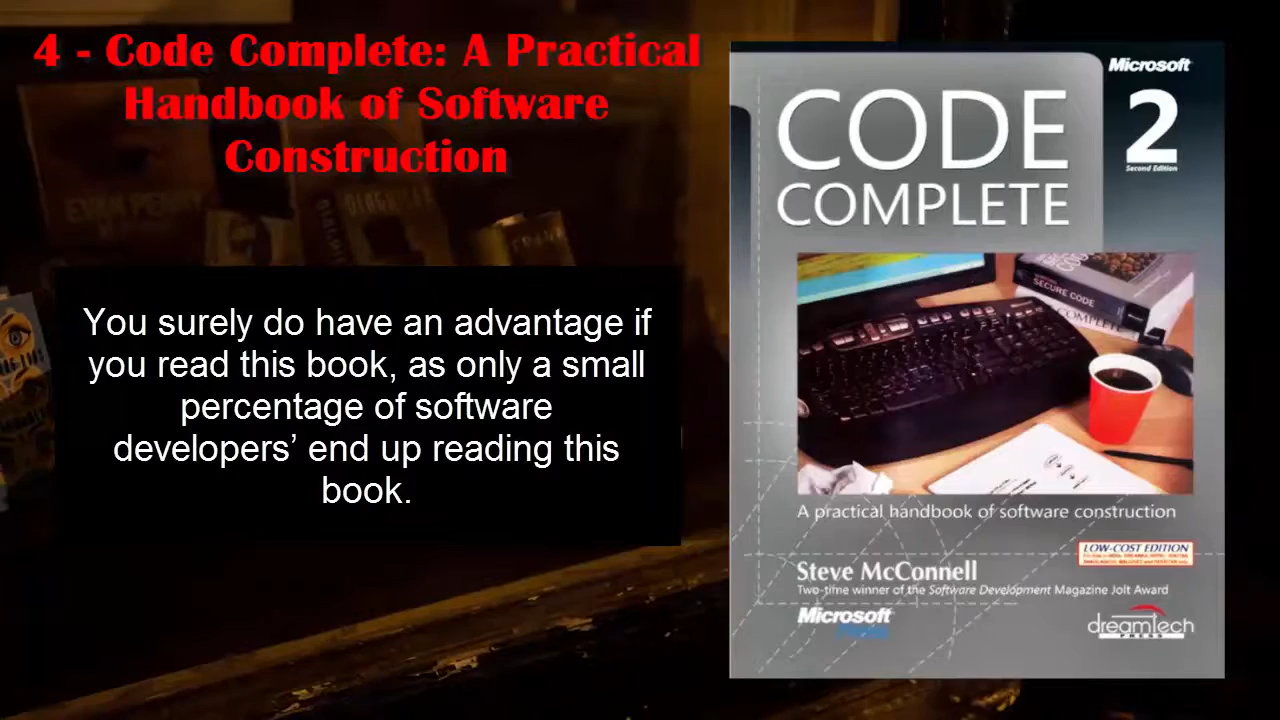 4 - Code Complete: A Practical
Handbook of Software
Construction
You surely do have an advantage if
you read this book, as only a small
percentage of software
developers’ end up reading this
book.
Microsoft
CODE
2
Second Edition
COMPLETE
SECURE CODE
A practical handbook of software construction
LOW-COST EDITION
Steve McConnell
Two-time winner of the Software Development Magazine Jolt Award
Microsoft
dreamtech
PRESS